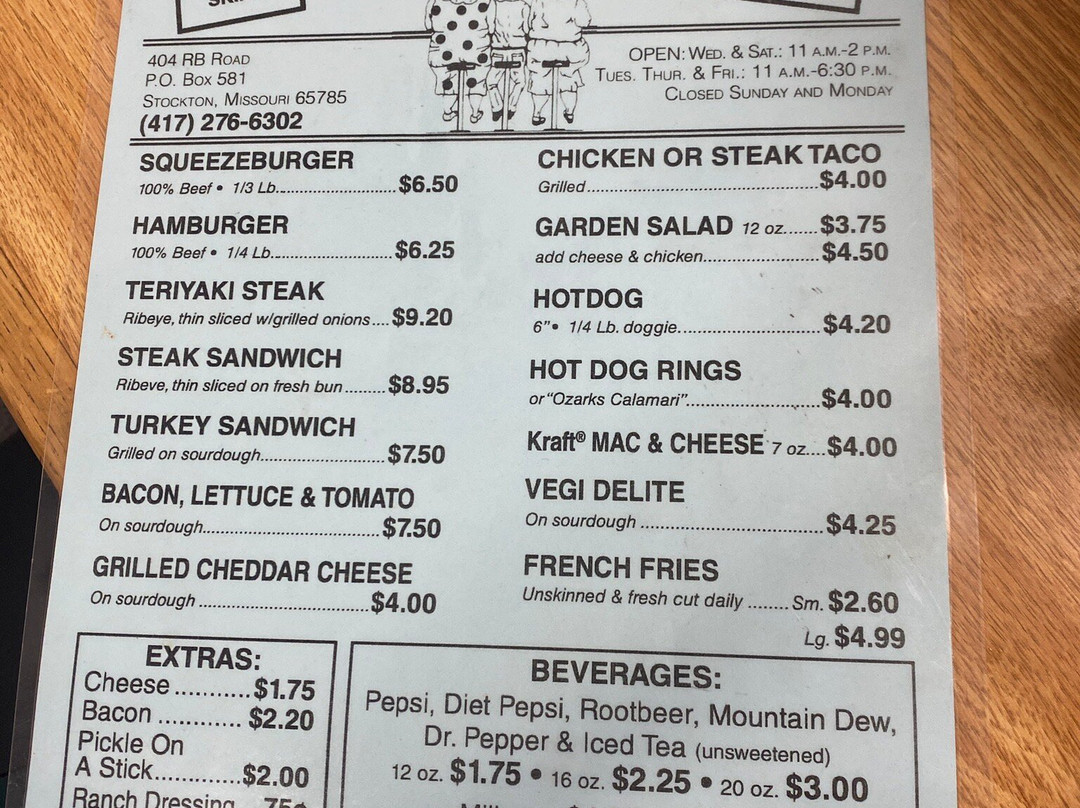 404 RB ROAD
P.O. BOX 581
STOCKTON, MISSOURI 65785
(417) 276-6302
OPEN: WED. & SAT.: 11 A.M.-2 P.M.
TUES. THUR. & FRI.: 11 A.M.-6:30 P.M.
CLOSED SUNDAY AND MONDAY
SQUEEZEBURGER
100% Beef • 1/3 Lb............................$6.50
HAMBURGER
100% Beef • 1/4 Lb............................$6.25
TERIYAKI STEAK
Ribeye, thin sliced w/grilled onions....$9.20
STEAK SANDWICH
Ribeve, thin sliced on fresh bun.........$8.95
TURKEY SANDWICH
Grilled on sourdough............................$7.50
BACON, LETTUCE & TOMATO
On sourdough.......................................$7.50
GRILLED CHEDDAR CHEESE
On sourdough.......................................$4.00
CHICKEN OR STEAK TACO
Grilled....................................................$4.00
GARDEN SALAD 12 oz.......$3.75
add cheese & chicken..........................$4.50
HOTDOG
6"• 1/4 Lb. doggie................................$4.20
HOT DOG RINGS
or "Ozarks Calamari"..............................$4.00
Kraft® MAC & CHEESE 7 oz....$4.00
VEGI DELITE
On sourdough.........................................$4.25
FRENCH FRIES
Unskinned & fresh cut daily ........ Sm. $2.60
Lg. $4.99
EXTRAS:
Cheese...........$1.75
Bacon ............ $2.20
Pickle On
A Stick.............$2.00
Ranch Dressing 75¢
BEVERAGES:
Pepsi, Diet Pepsi, Rootbeer, Mountain Dew,
Dr. Pepper & Iced Tea (unsweetened)
12 oz. $1.75 • 16 oz. $2.25 • 20 oz. $3.00